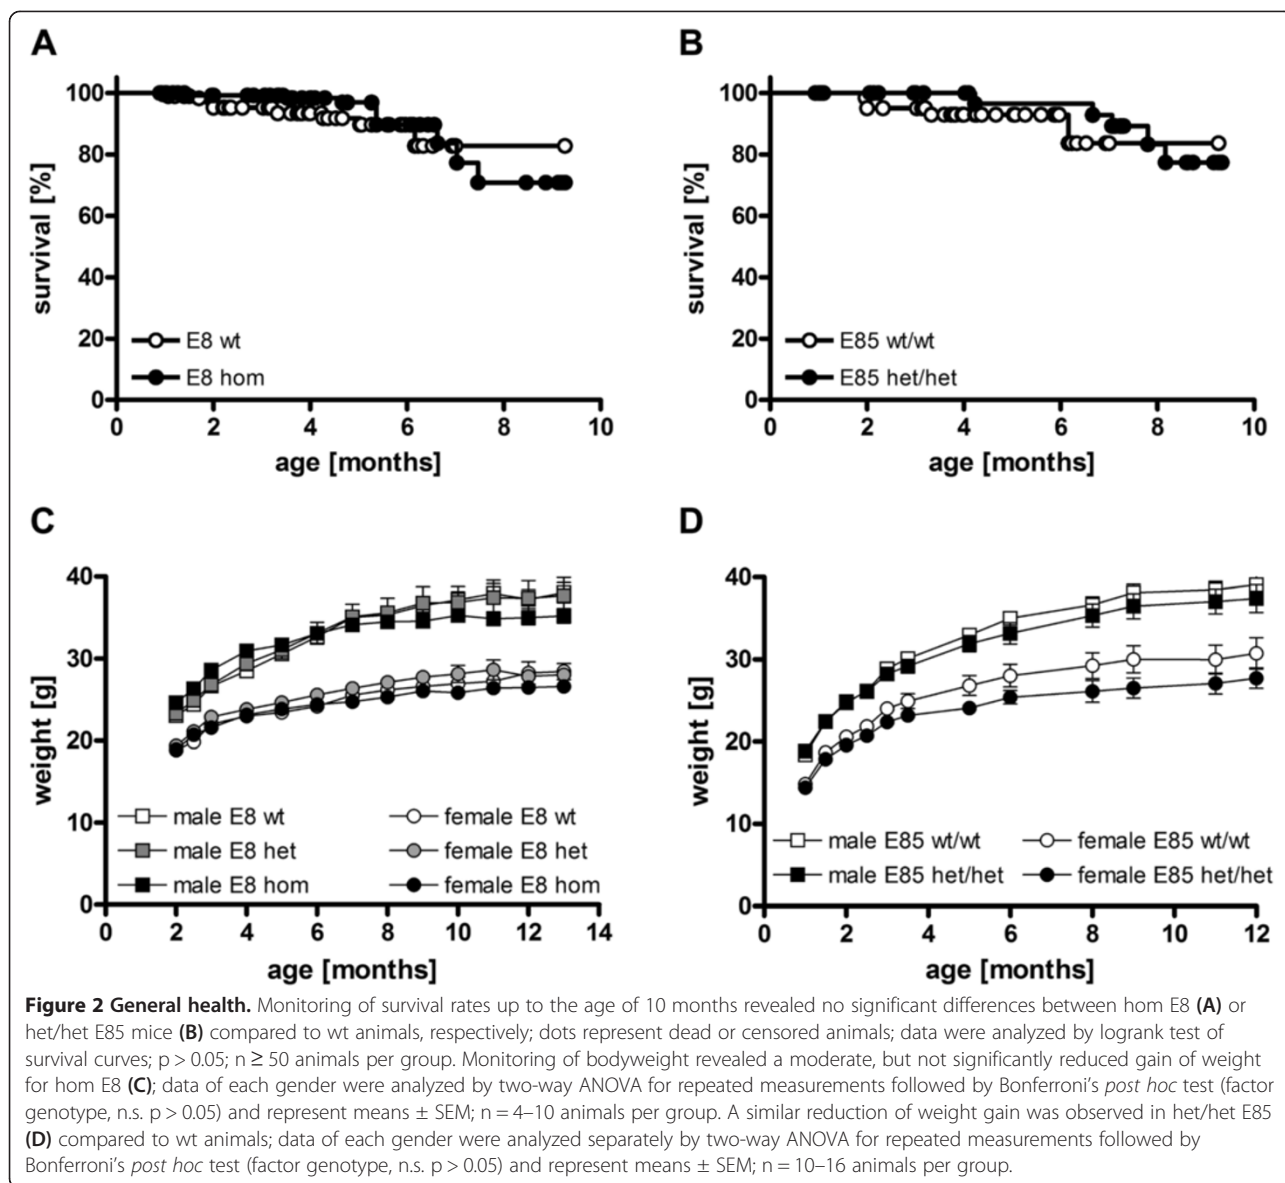 A
survival [%]
100
80
60
40
20
0
E8 wt
E8 hom
0 2 4 6 8 10
age [months]
B
survival [%]
100
80
60
40
20
0
E85 wt/wt
E85 het/het
0 2 4 6 8 10
age [months]
C
weight [g]
40
30
20
10
0
male E8 wt
male E8 het
male E8 hom
female E8 wt
female E8 het
female E8 hom
0 2 4 6 8 10 12 14
age [months]
D
weight [g]
40
30
20
10
0
male E85 wt/wt
male E85 het/het
female E85 wt/wt
female E85 het/het
0 2 4 6 8 10 12
age [months]
Figure 2 General health. Monitoring of survival rates up to the age of 10 months revealed no significant differences between hom E8 (A) or
het/het E85 mice (B) compared to wt animals, respectively; dots represent dead or censored animals; data were analyzed by logrank test of
survival curves; p > 0.05; n ≥ 50 animals per group. Monitoring of bodyweight revealed a moderate, but not significantly reduced gain of weight
for hom E8 (C); data of each gender were analyzed by two-way ANOVA for repeated measurements followed by Bonferroni's post hoc test (factor
genotype, n.s. p > 0.05) and represent means ± SEM; n = 4–10 animals per group. A similar reduction of weight gain was observed in het/het E85
(D) compared to wt animals; data of each gender were analyzed separately by two-way ANOVA for repeated measurements followed by
Bonferroni's post hoc test (factor genotype, n.s. p > 0.05) and represent means ± SEM; n = 10–16 animals per group.